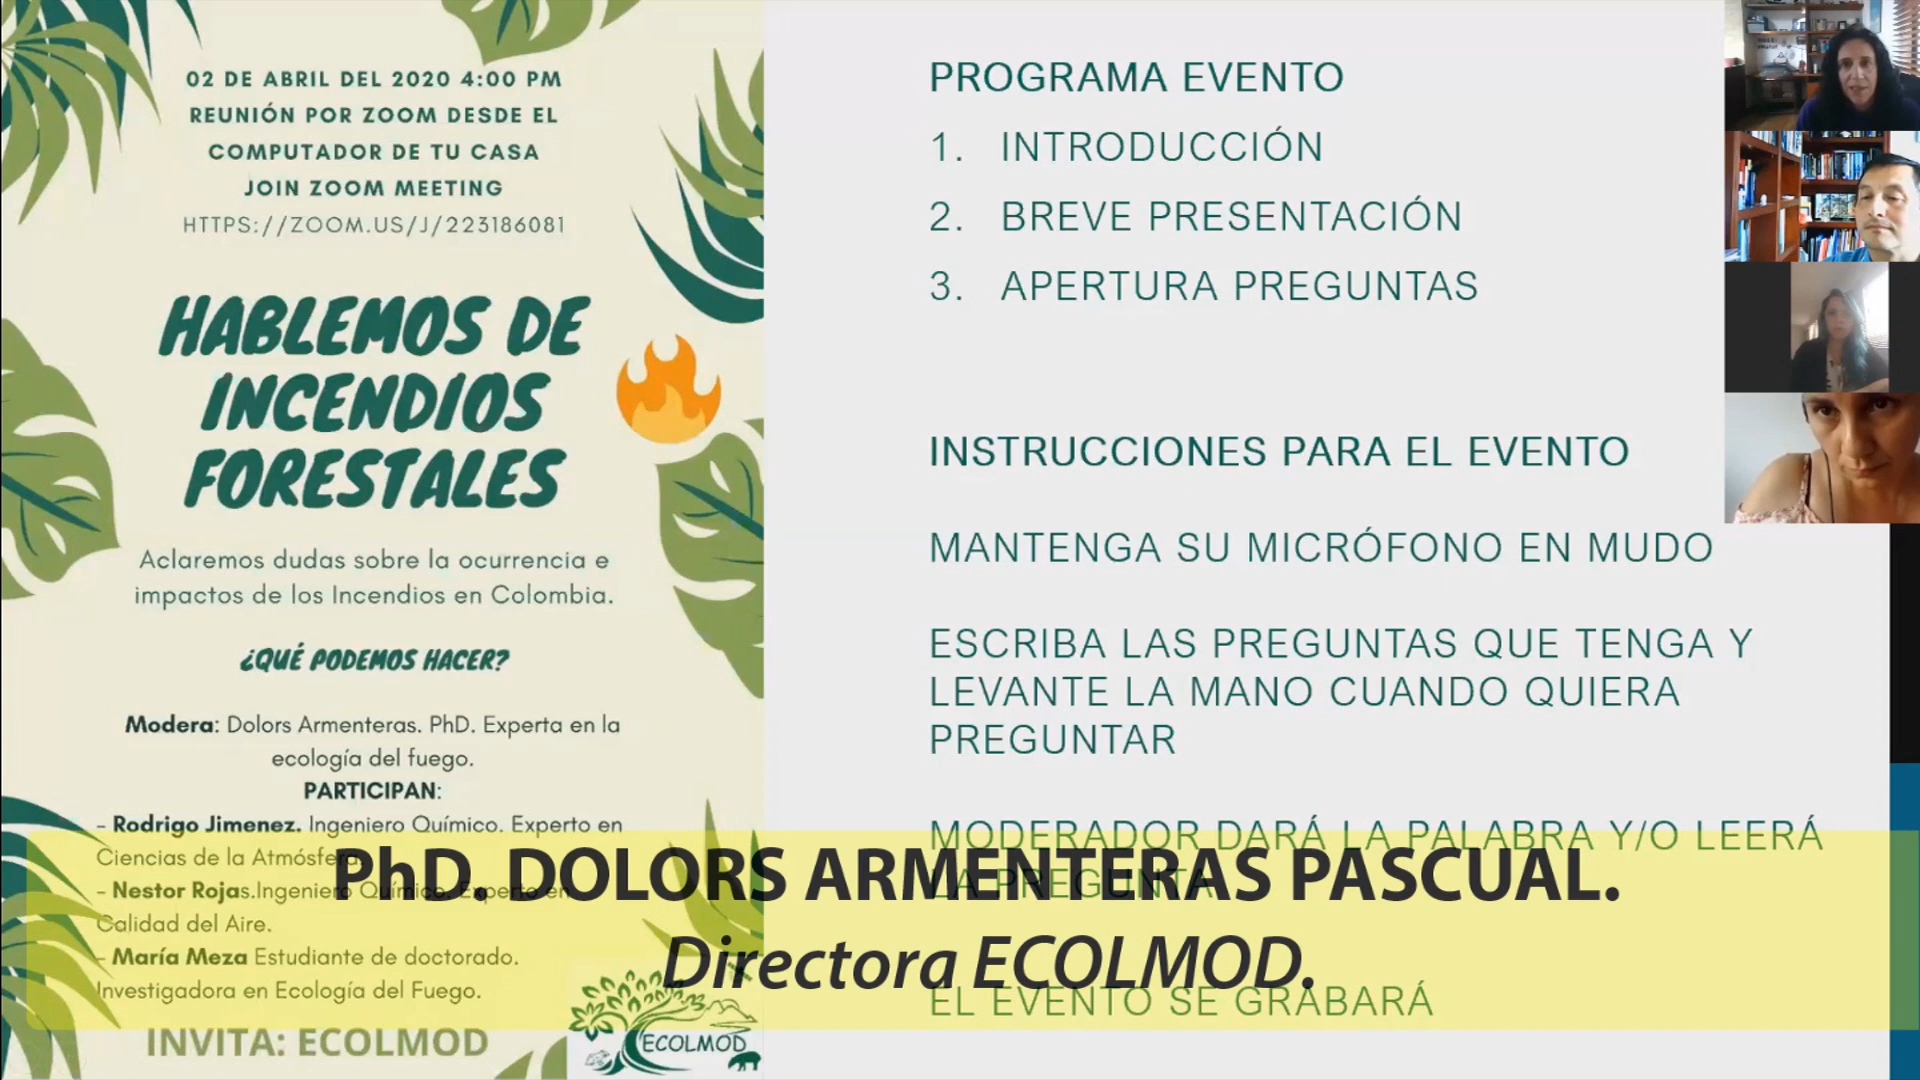 02 DE ABRIL DEL 2020 4:00 PM
REUNIÓN POR ZOOM DESDE EL
COMPUTADOR DE TU CASA
JOIN ZOOM MEETING
HTTPS://ZOOM.US/J/223186081
HABLEMOS DE
INCENDIOS
FORESTALES
Aclaremos dudas sobre la ocurrencia e
impactos de los Incendios en Colombia.
¿QUÉ PODEMOS HACER?
Modera: Dolors Armenteras. PhD. Experta en la
ecología del fuego.
PARTICIPAN:
- Rodrigo Jimenez. Ingeniero Químico. Experto en
Ciencias de la Atmósfera.
- Nestor Rojas.Ingeniero Químico. Experto en
Calidad del Aire.
- María Meza Estudiante de doctorado.
Investigadora en Ecología del Fuego.
INVITA: ECOLMOD
ECOLMOD
PROGRAMA EVENTO
1. INTRODUCCIÓN
2. BREVE PRESENTACIÓN
3. APERTURA PREGUNTAS
INSTRUCCIONES PARA EL EVENTO
MANTENGA SU MICRÓFONO EN MUDO
ESCRIBA LAS PREGUNTAS QUE TENGA Y
LEVANTE LA MANO CUANDO QUIERA
PREGUNTAR
MODERADOR DARÁ LA PALABRA Y/O LEERÁ
LA PREGUNTA
EL EVENTO SE GRABARÁ
PhD. DOLORS ARMENTERAS PASCUAL.
Directora ECOLMOD.